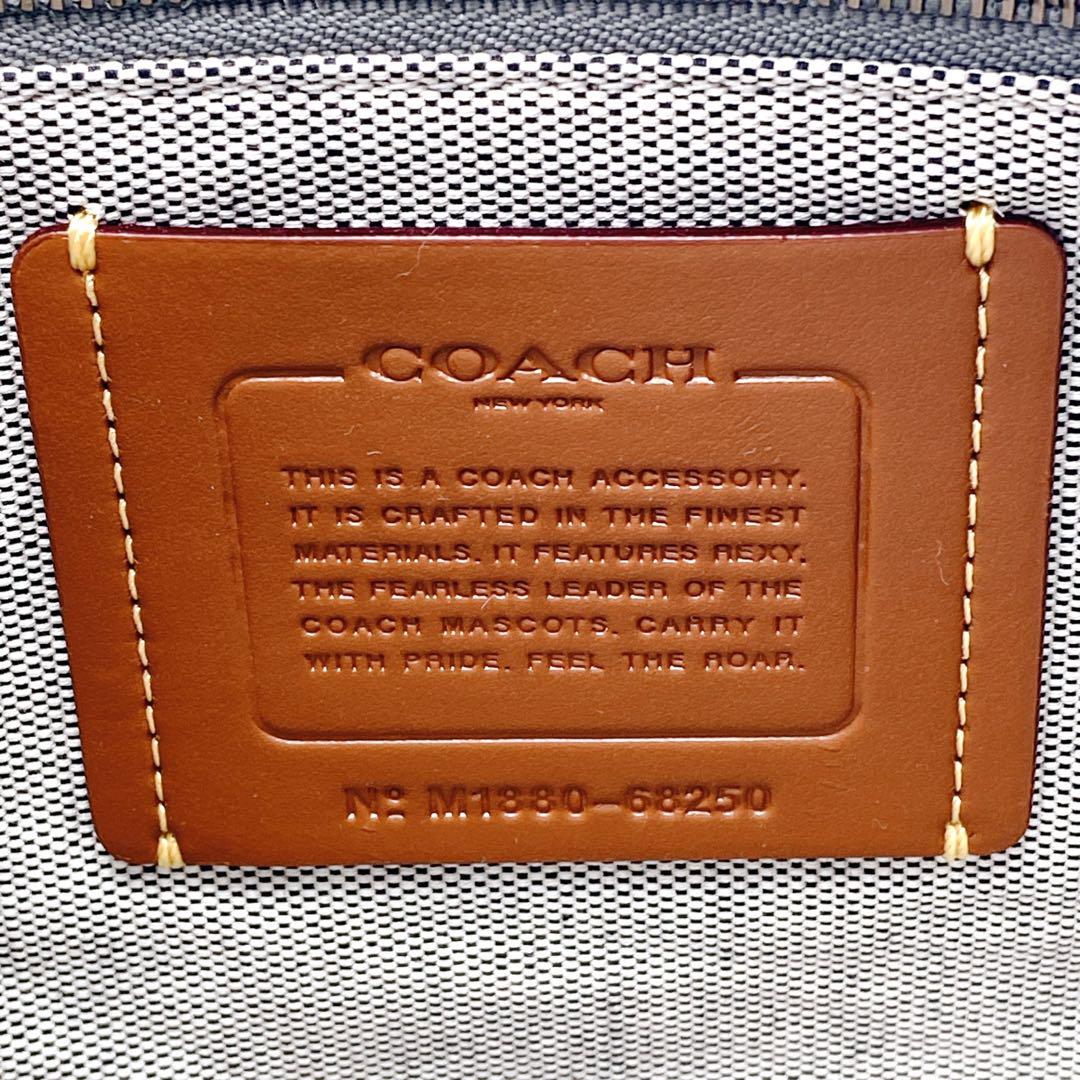 COACH
NEW YORK
THIS IS A COACH ACCESSORY.
IT IS CRAFTED IN THE FINEST
MATERIALS. IT FEATURES REXY,
THE FEARLESS LEADER OF THE
COACH MASCOTS. CARRY IT
WITH PRIDE. FEEL THE ROAR.
Nº M1880-68250